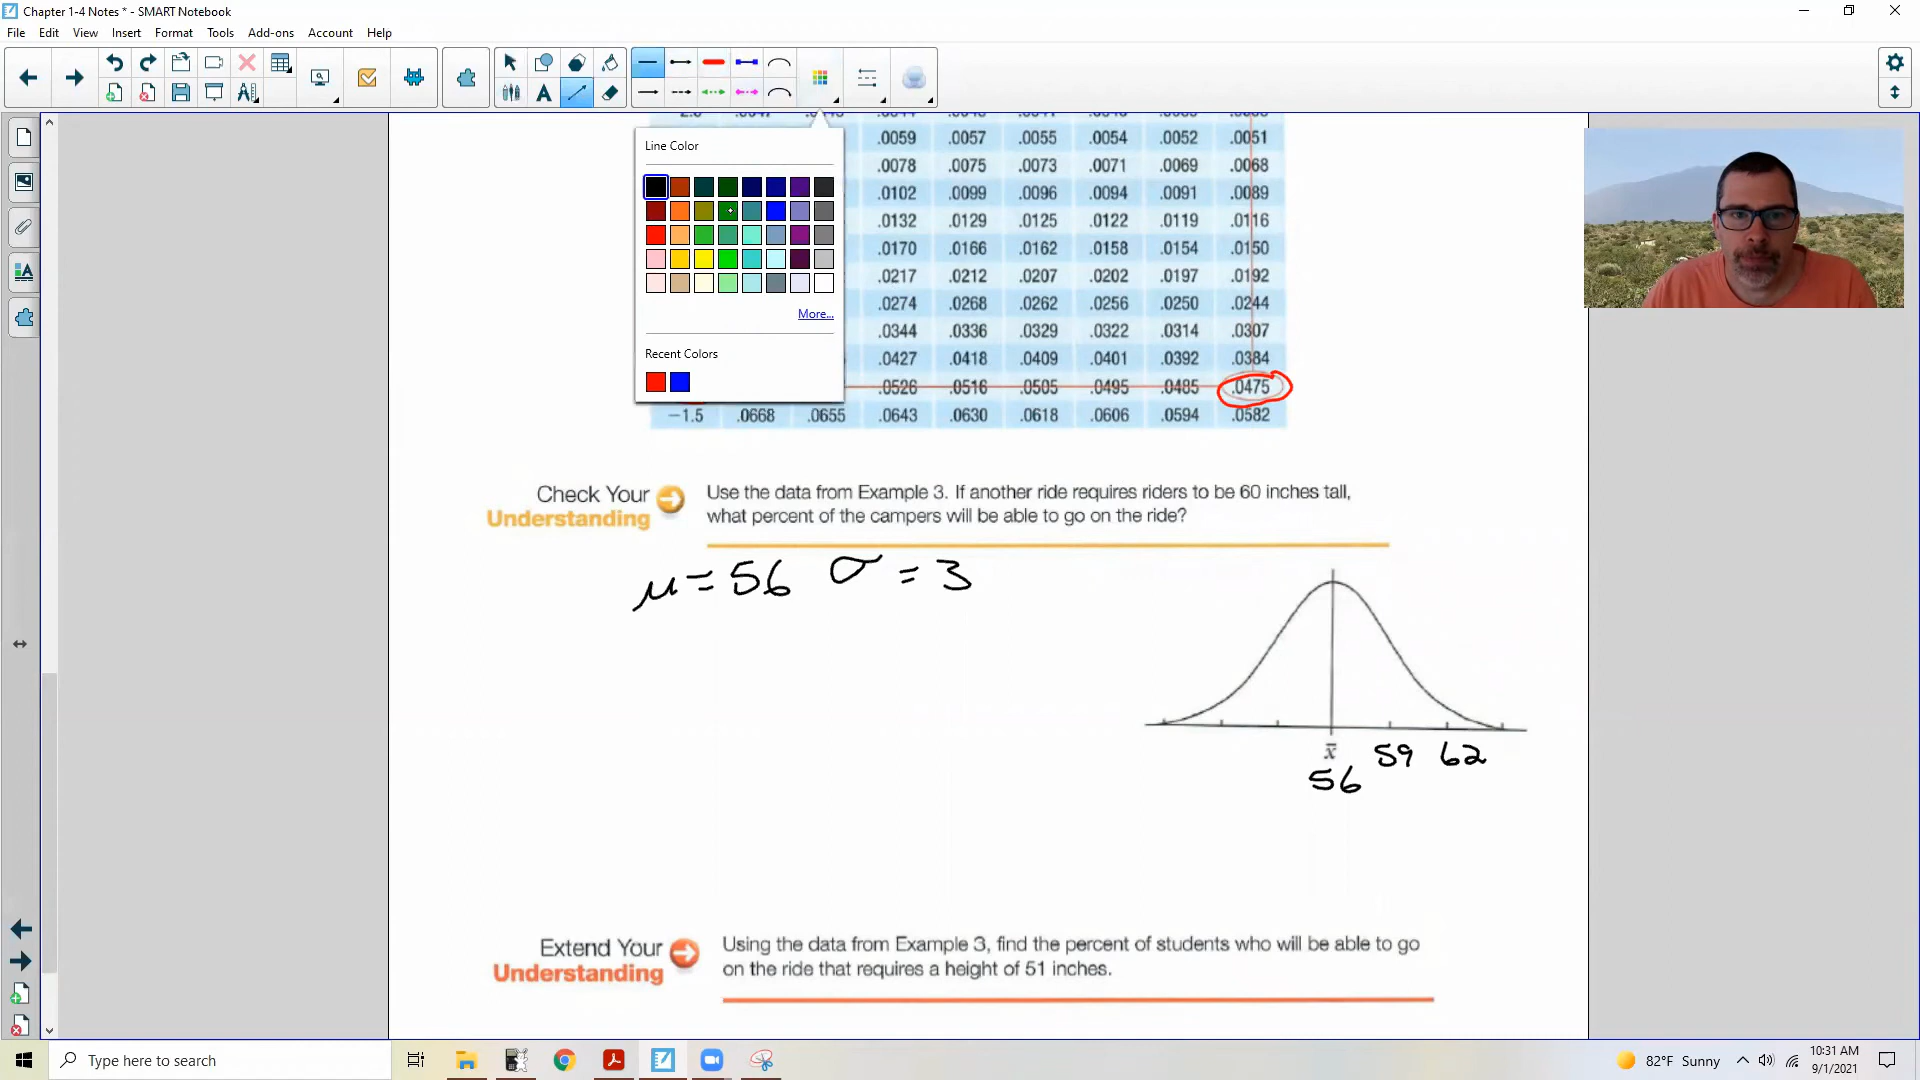 Chapter 1-4 Notes * - SMART Notebook
File Edit View Insert Format Tools Add-ons Account Help
Line Color
More...
Recent Colors
.0059 .0057 .0055 .0054 .0052 .0051
.0078 .0075 .0073 .0071 .0069 .0068
.0102 .0099 .0096 .0094 .0091 .0089
.0132 .0129 .0125 .0122 .0119 .0116
.0170 .0166 .0162 .0158 .0154 .0150
.0217 .0212 .0207 .0202 .0197 .0192
.0274 .0268 .0262 .0256 .0250 .0244
.0344 .0336 .0329 .0322 .0314 .0307
.0427 .0418 .0409 .0401 .0392 .0384
.0526 .0516 .0505 .0495 .0485 .0475
−1.5 .0668 .0655 .0643 .0630 .0618 .0606 .0594 .0582
Check Your Understanding
Use the data from Example 3. If another ride requires riders to be 60 inches tall,
what percent of the campers will be able to go on the ride?
μ = 56 σ = 3
x̄ 59 62
56
Extend Your Understanding
Using the data from Example 3, find the percent of students who will be able to go
on the ride that requires a height of 51 inches.
Type here to search
82°F Sunny
10:31 AM
9/1/2021